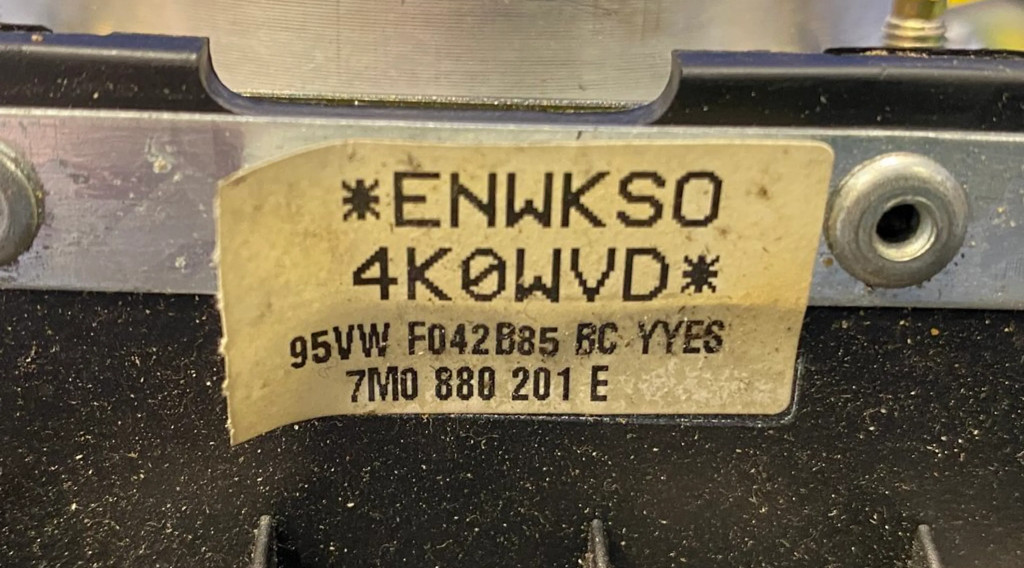 *ENWKSO
4K0WVD*
95VW F042B85 BC YYES
7M0 880 201 E